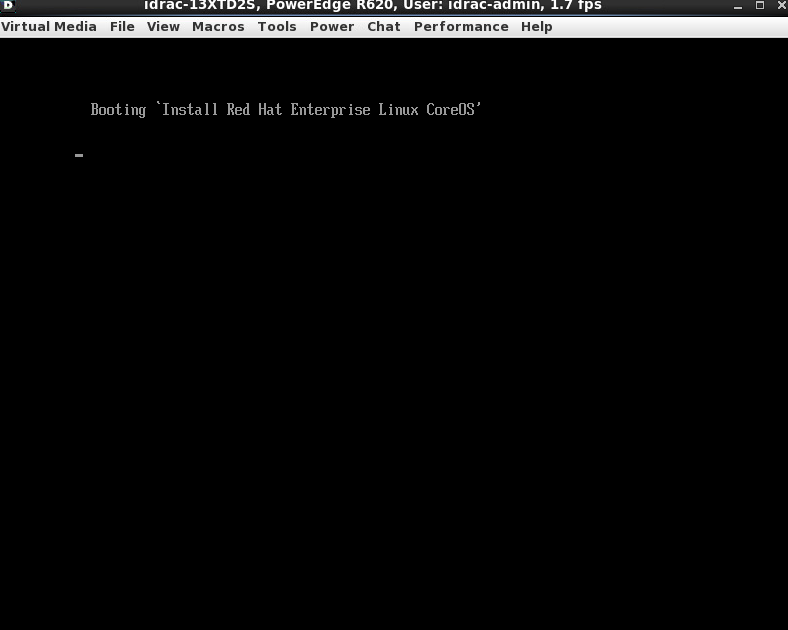 idrac-13XTD2S, PowerEdge R620, User: idrac-admin, 1.7 fps
Virtual Media File View Macros Tools Power Chat Performance Help
Booting `Install Red Hat Enterprise Linux CoreOS'